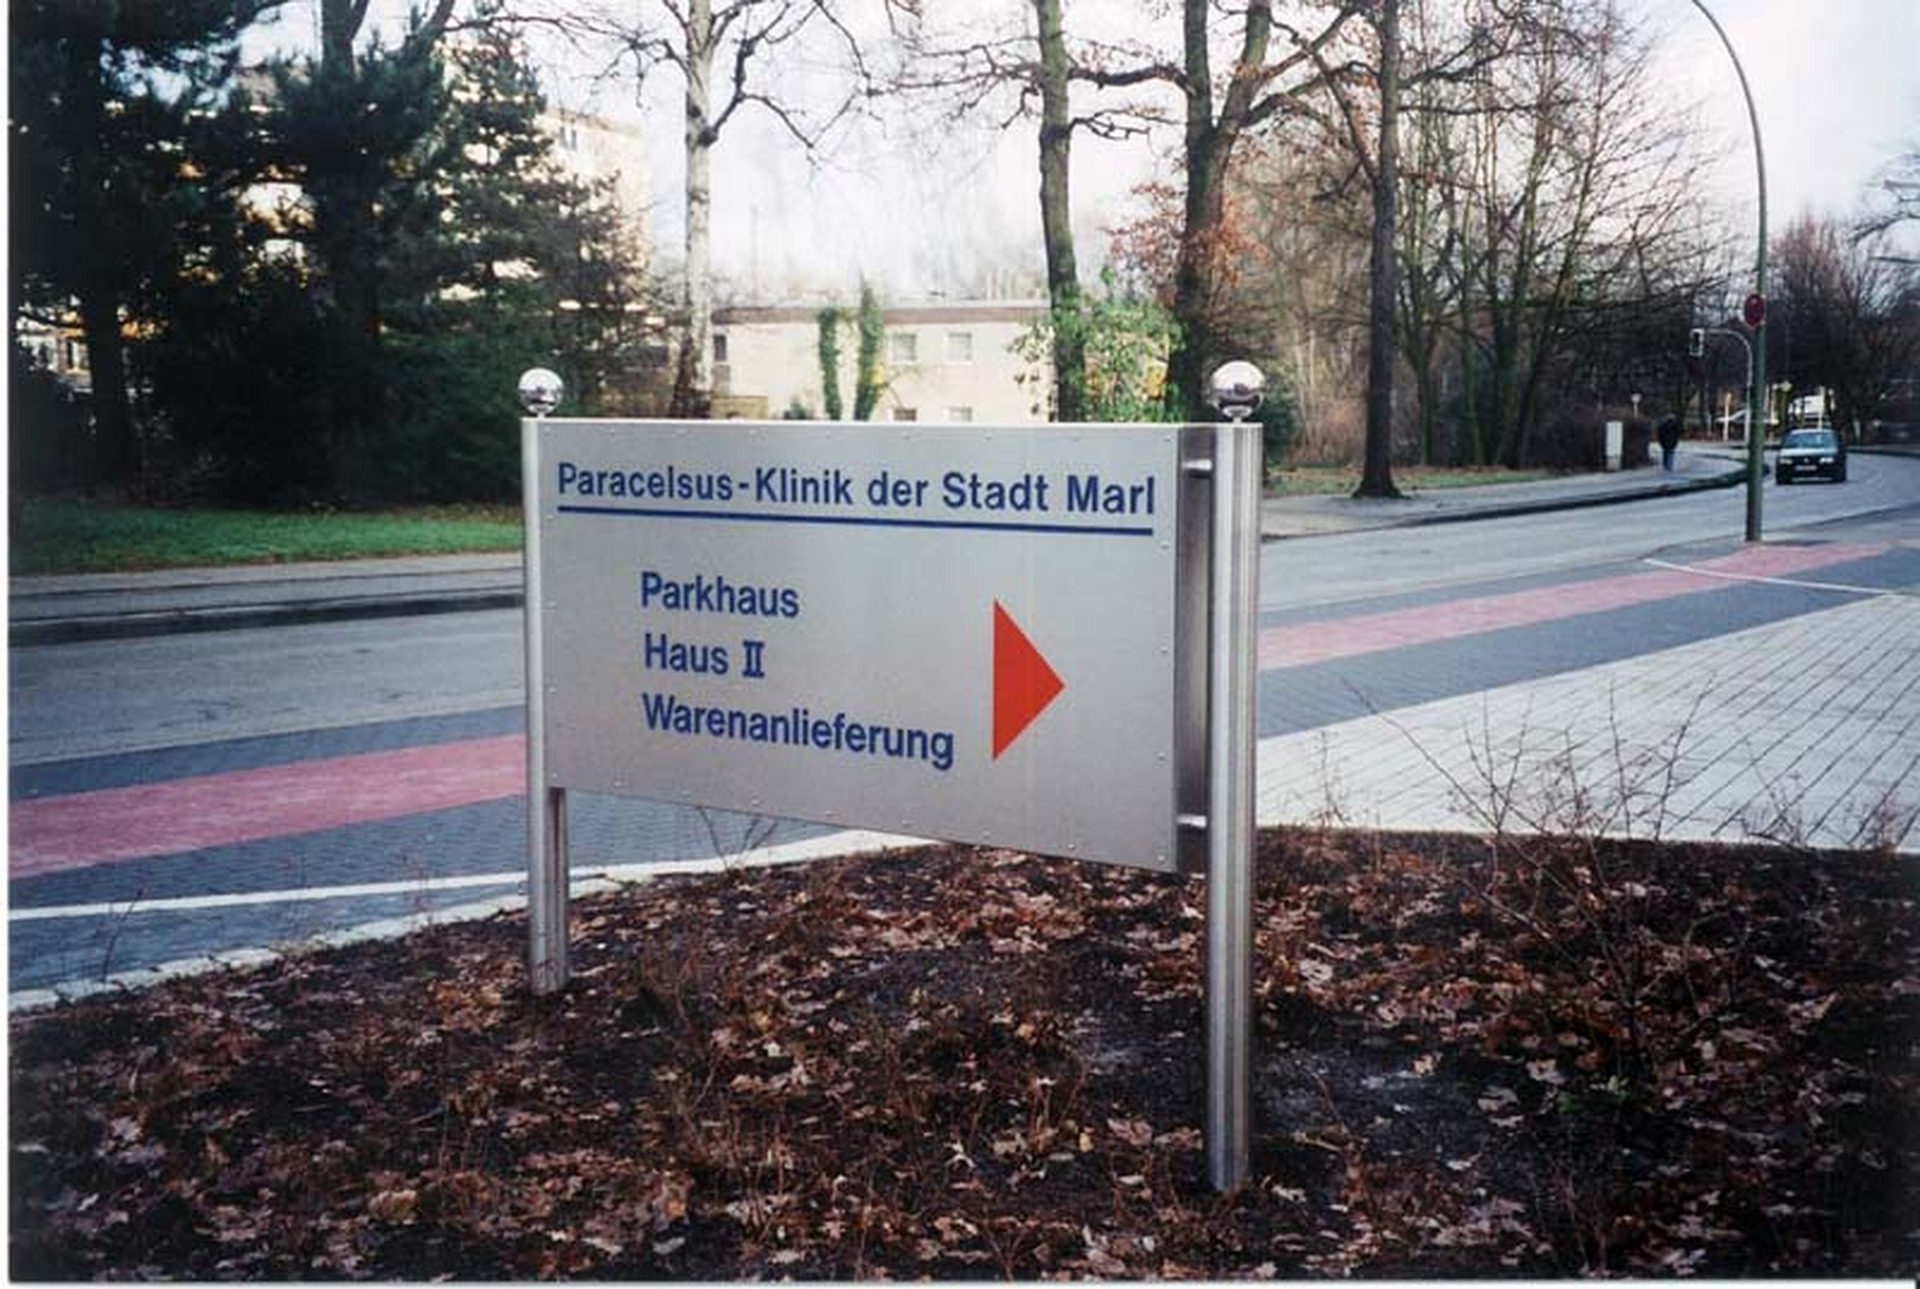 Paracelsus-Klinik der Stadt Marl
Parkhaus
Haus II
Warenanlieferung